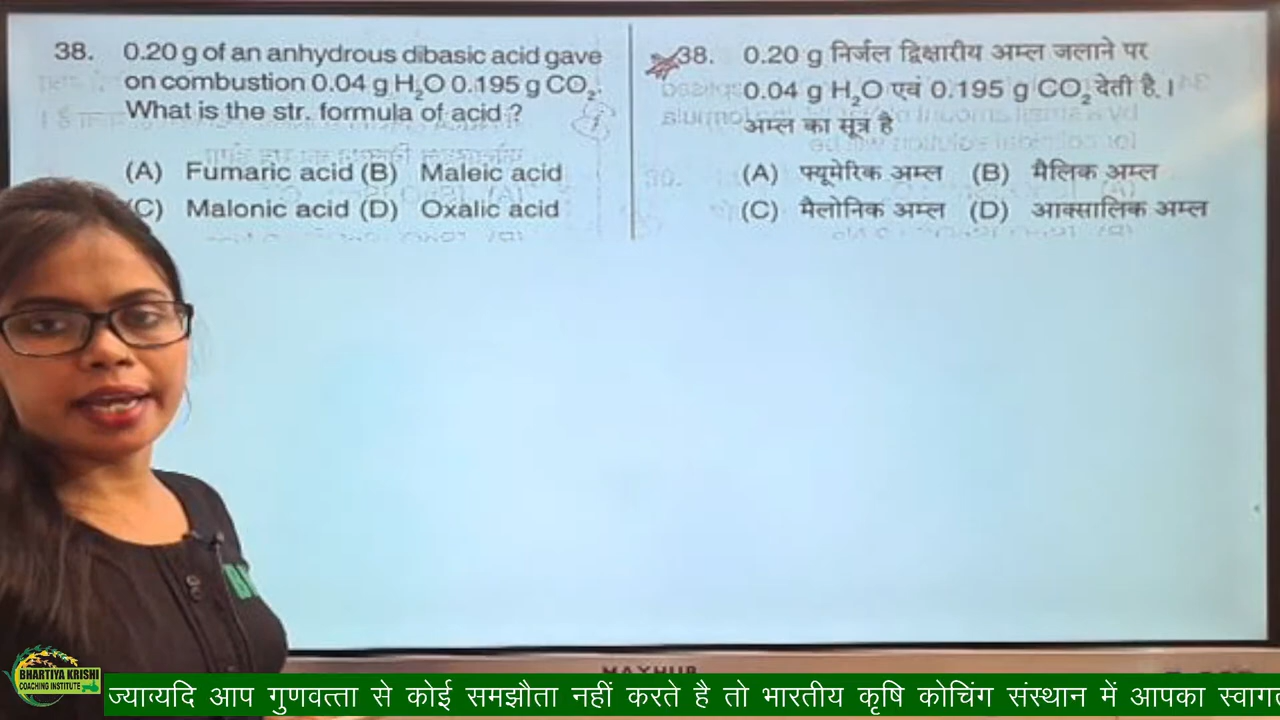 38. 0.20 g of an anhydrous dibasic acid gave
on combustion 0.04 g H₂O 0.195 g CO₂.
What is the str. formula of acid ?
(A) Fumaric acid (B) Maleic acid
C) Malonic acid (D) Oxalic acid
38. 0.20 g निर्जल द्विक्षारीय अम्ल जलाने पर
0.04 g H₂O एवं 0.195 g CO₂ देती है. ।
अम्ल का सूत्र है
(A) फ्यूमेरिक अम्ल (B) मैलिक अम्ल
(C) मैलोनिक अम्ल (D) आक्सालिक अम्ल
MAXHUB
BHARTIYA KRISHI
COACHING INSTITUTE
यदि आप गुणवत्ता से कोई समझौता नहीं करते है तो भारतीय कृषि कोचिंग संस्थान में आपका